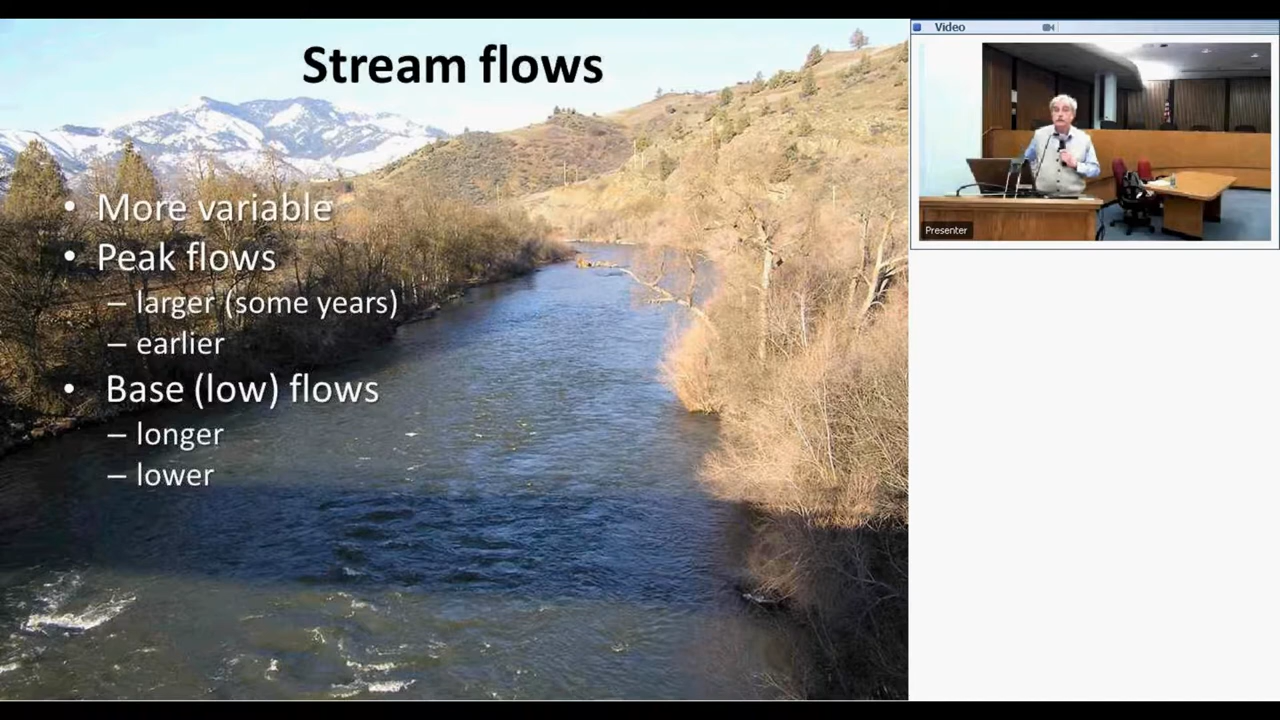 Stream flows
• More variable
• Peak flows
– larger (some years)
– earlier
• Base (low) flows
– longer
– lower
Video
Presenter